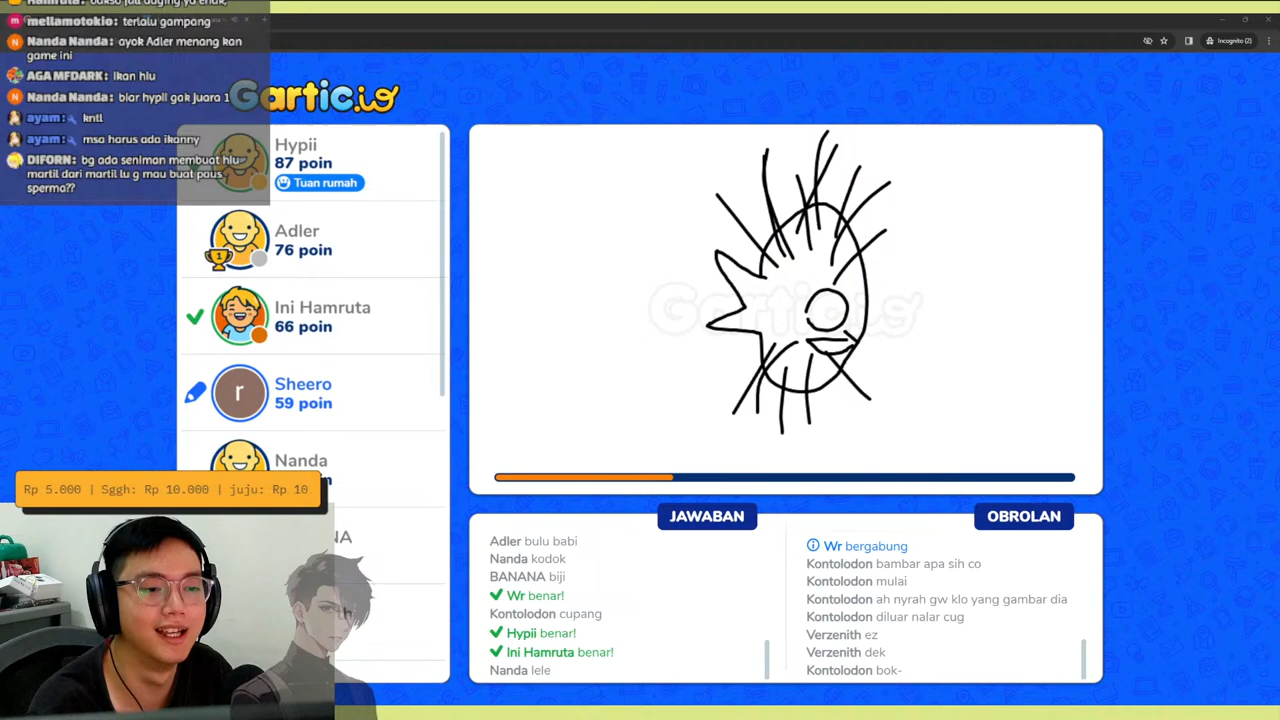 mellamotokio: terlalu gampang
Nanda Nanda: ayok Adler menang kan
game ini
AGA MFDARK: Ikan hiu
Nanda Nanda: biar hypii gak juara 1
ayam: kntl
ayam: msa harus ada ikanny
DIFORN: bg ada seniman membuat hiu
martil dari martil lu g mau buat paus
sperma??
Incognito (2)
Gartic.io
Hypii
87 poin
Tuan rumah
Adler
76 poin
1
Ini Hamruta
66 poin
r
Sheero
59 poin
Nanda
Rp 5.000 | Sggh: Rp 10.000 | juju: Rp 10
NA
Gartic.io
JAWABAN
Adler bulu babi
Nanda kodok
BANANA biji
Wr benar!
Kontolodon cupang
Hypii benar!
Ini Hamruta benar!
Nanda lele
OBROLAN
Wr bergabung
Kontolodon bambar apa sih co
Kontolodon mulai
Kontolodon ah nyrah gw klo yang gambar dia
Kontolodon diluar nalar cug
Verzenith ez
Verzenith dek
Kontolodon bok-